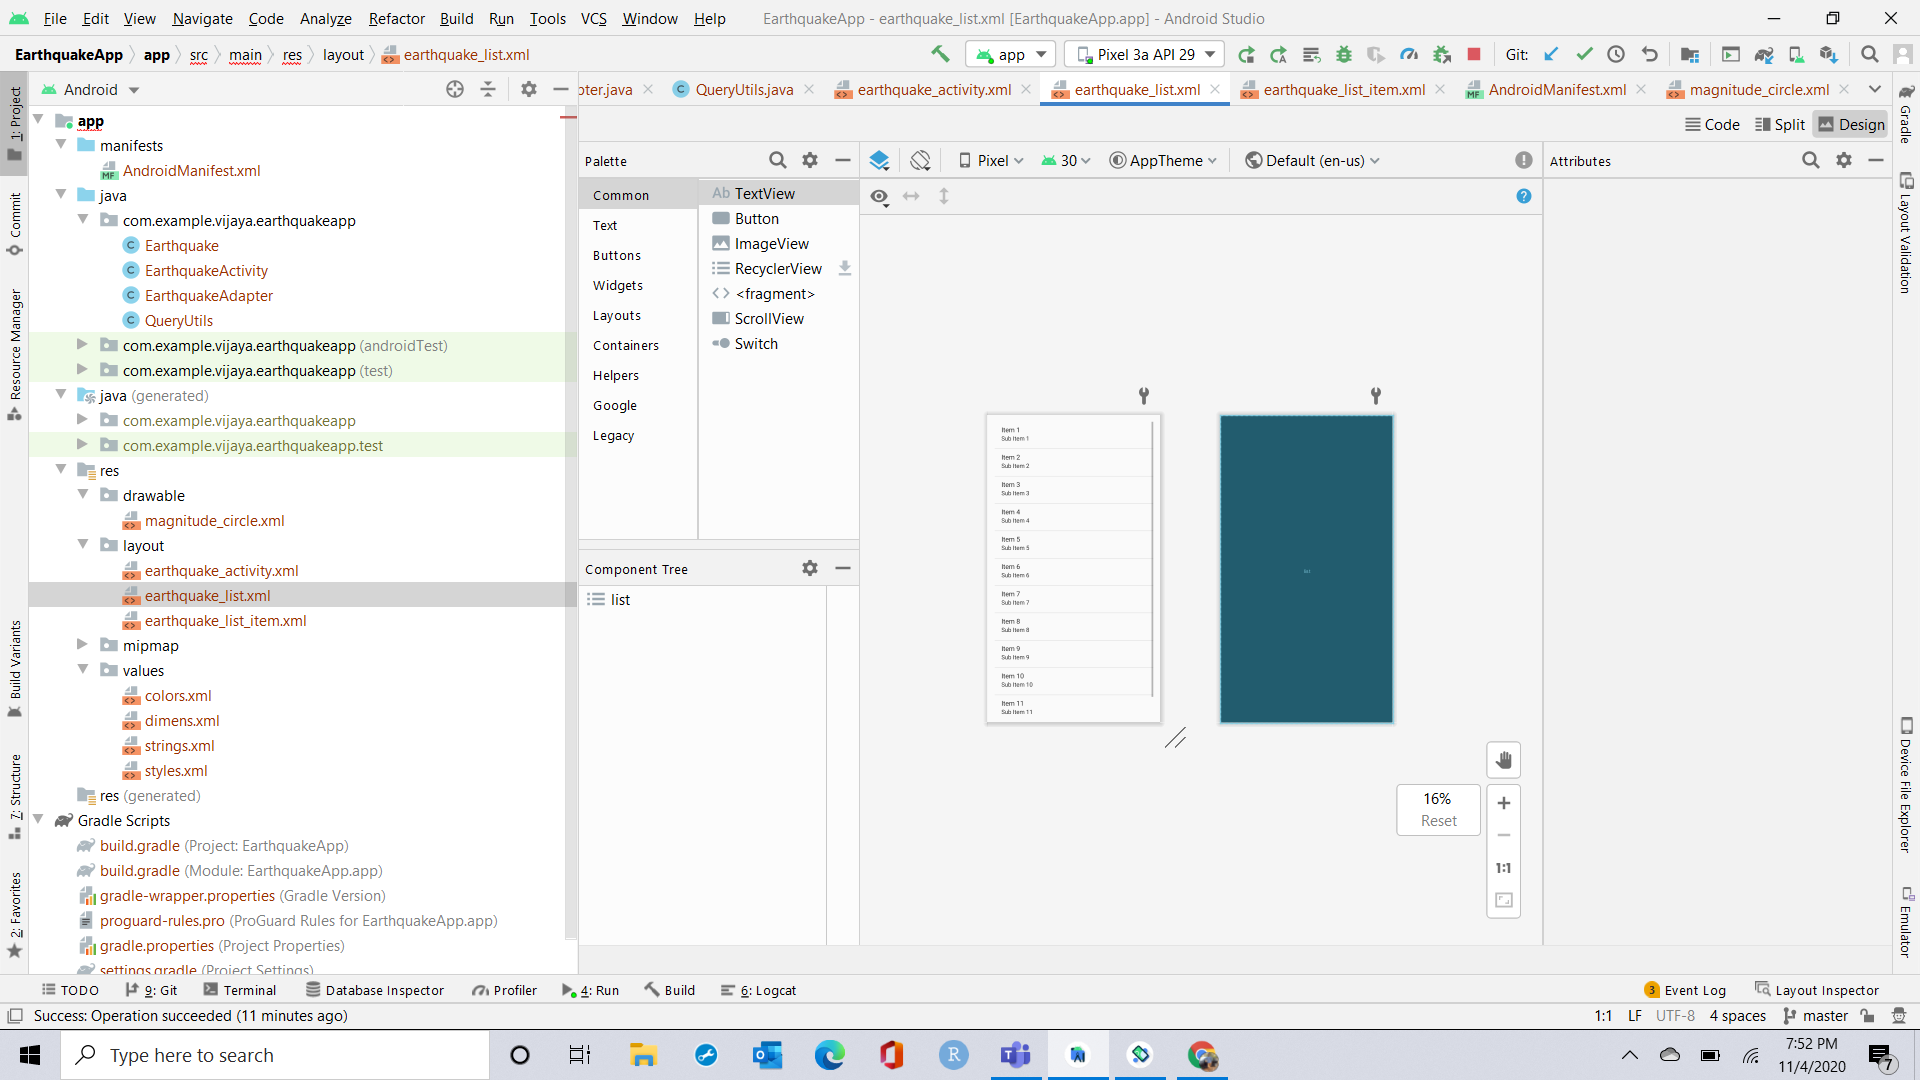 File Edit View Navigate Code Analyze Refactor Build Run Tools VCS Window Help EarthquakeApp - earthquake_list.xml [EarthquakeApp.app] - Android Studio
EarthquakeApp app src main res layout earthquake_list.xml app Pixel 3a API 29 Git:
Android
pter.java QueryUtils.java earthquake_activity.xml earthquake_list.xml earthquake_list_item.xml AndroidManifest.xml magnitude_circle.xml
Code Split Design
1: Project
Commit
Resource Manager
Build Variants
7: Structure
2: Favorites
app
manifests
AndroidManifest.xml
java
com.example.vijaya.earthquakeapp
Earthquake
EarthquakeActivity
EarthquakeAdapter
QueryUtils
com.example.vijaya.earthquakeapp (androidTest)
com.example.vijaya.earthquakeapp (test)
java (generated)
com.example.vijaya.earthquakeapp
com.example.vijaya.earthquakeapp.test
res
drawable
magnitude_circle.xml
layout
earthquake_activity.xml
earthquake_list.xml
earthquake_list_item.xml
mipmap
values
colors.xml
dimens.xml
strings.xml
styles.xml
res (generated)
Gradle Scripts
build.gradle (Project: EarthquakeApp)
build.gradle (Module: EarthquakeApp.app)
gradle-wrapper.properties (Gradle Version)
proguard-rules.pro (ProGuard Rules for EarthquakeApp.app)
gradle.properties (Project Properties)
settings.gradle (Project Settings)
Palette
Common
Text
Buttons
Widgets
Layouts
Containers
Helpers
Google
Legacy
Ab TextView
Button
ImageView
RecyclerView
<fragment>
ScrollView
Switch
Component Tree
list
Pixel 30 AppTheme Default (en-us)
Item 1
Sub Item 1
Item 2
Sub Item 2
Item 3
Sub Item 3
Item 4
Sub Item 4
Item 5
Sub Item 5
Item 6
Sub Item 6
Item 7
Sub Item 7
Item 8
Sub Item 8
Item 9
Sub Item 9
Item 10
Sub Item 10
Item 11
Sub Item 11
16%
Reset
1:1
Attributes
Gradle
Layout Validation
Device File Explorer
Emulator
TODO 9: Git Terminal Database Inspector Profiler 4: Run Build 6: Logcat 3 Event Log Layout Inspector
Success: Operation succeeded (11 minutes ago) 1:1 LF UTF-8 4 spaces master
Type here to search
7:52 PM
11/4/2020
7